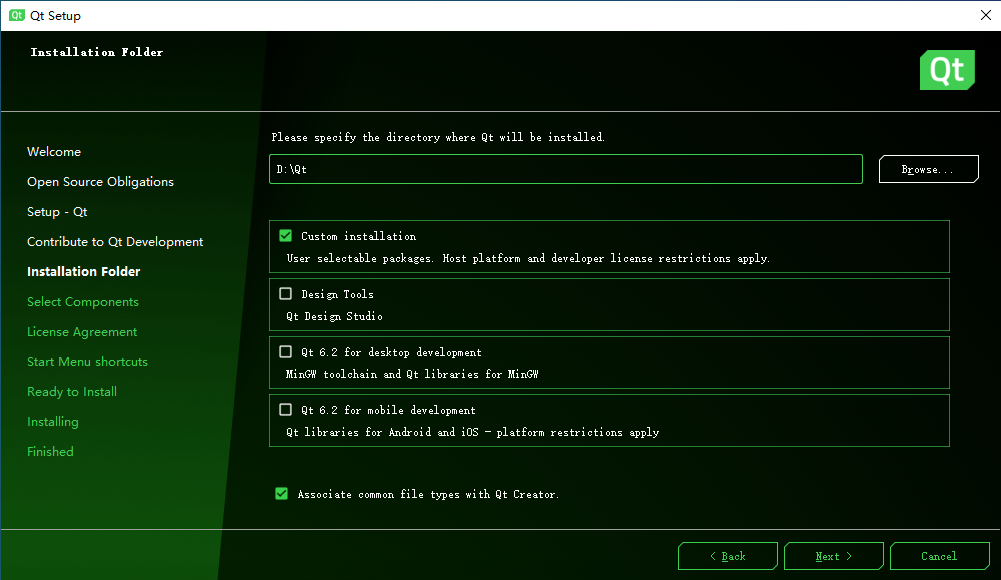 Qt Qt Setup
Installation Folder
Qt
Welcome
Open Source Obligations
Setup - Qt
Contribute to Qt Development
Installation Folder
Select Components
License Agreement
Start Menu shortcuts
Ready to Install
Installing
Finished
Please specify the directory where Qt will be installed.
D:\Qt
Browse...
Custom installation
User selectable packages. Host platform and developer license restrictions apply.
Design Tools
Qt Design Studio
Qt 6.2 for desktop development
MinGW toolchain and Qt libraries for MinGW
Qt 6.2 for mobile development
Qt libraries for Android and iOS - platform restrictions apply
Associate common file types with Qt Creator.
< Back
Next >
Cancel